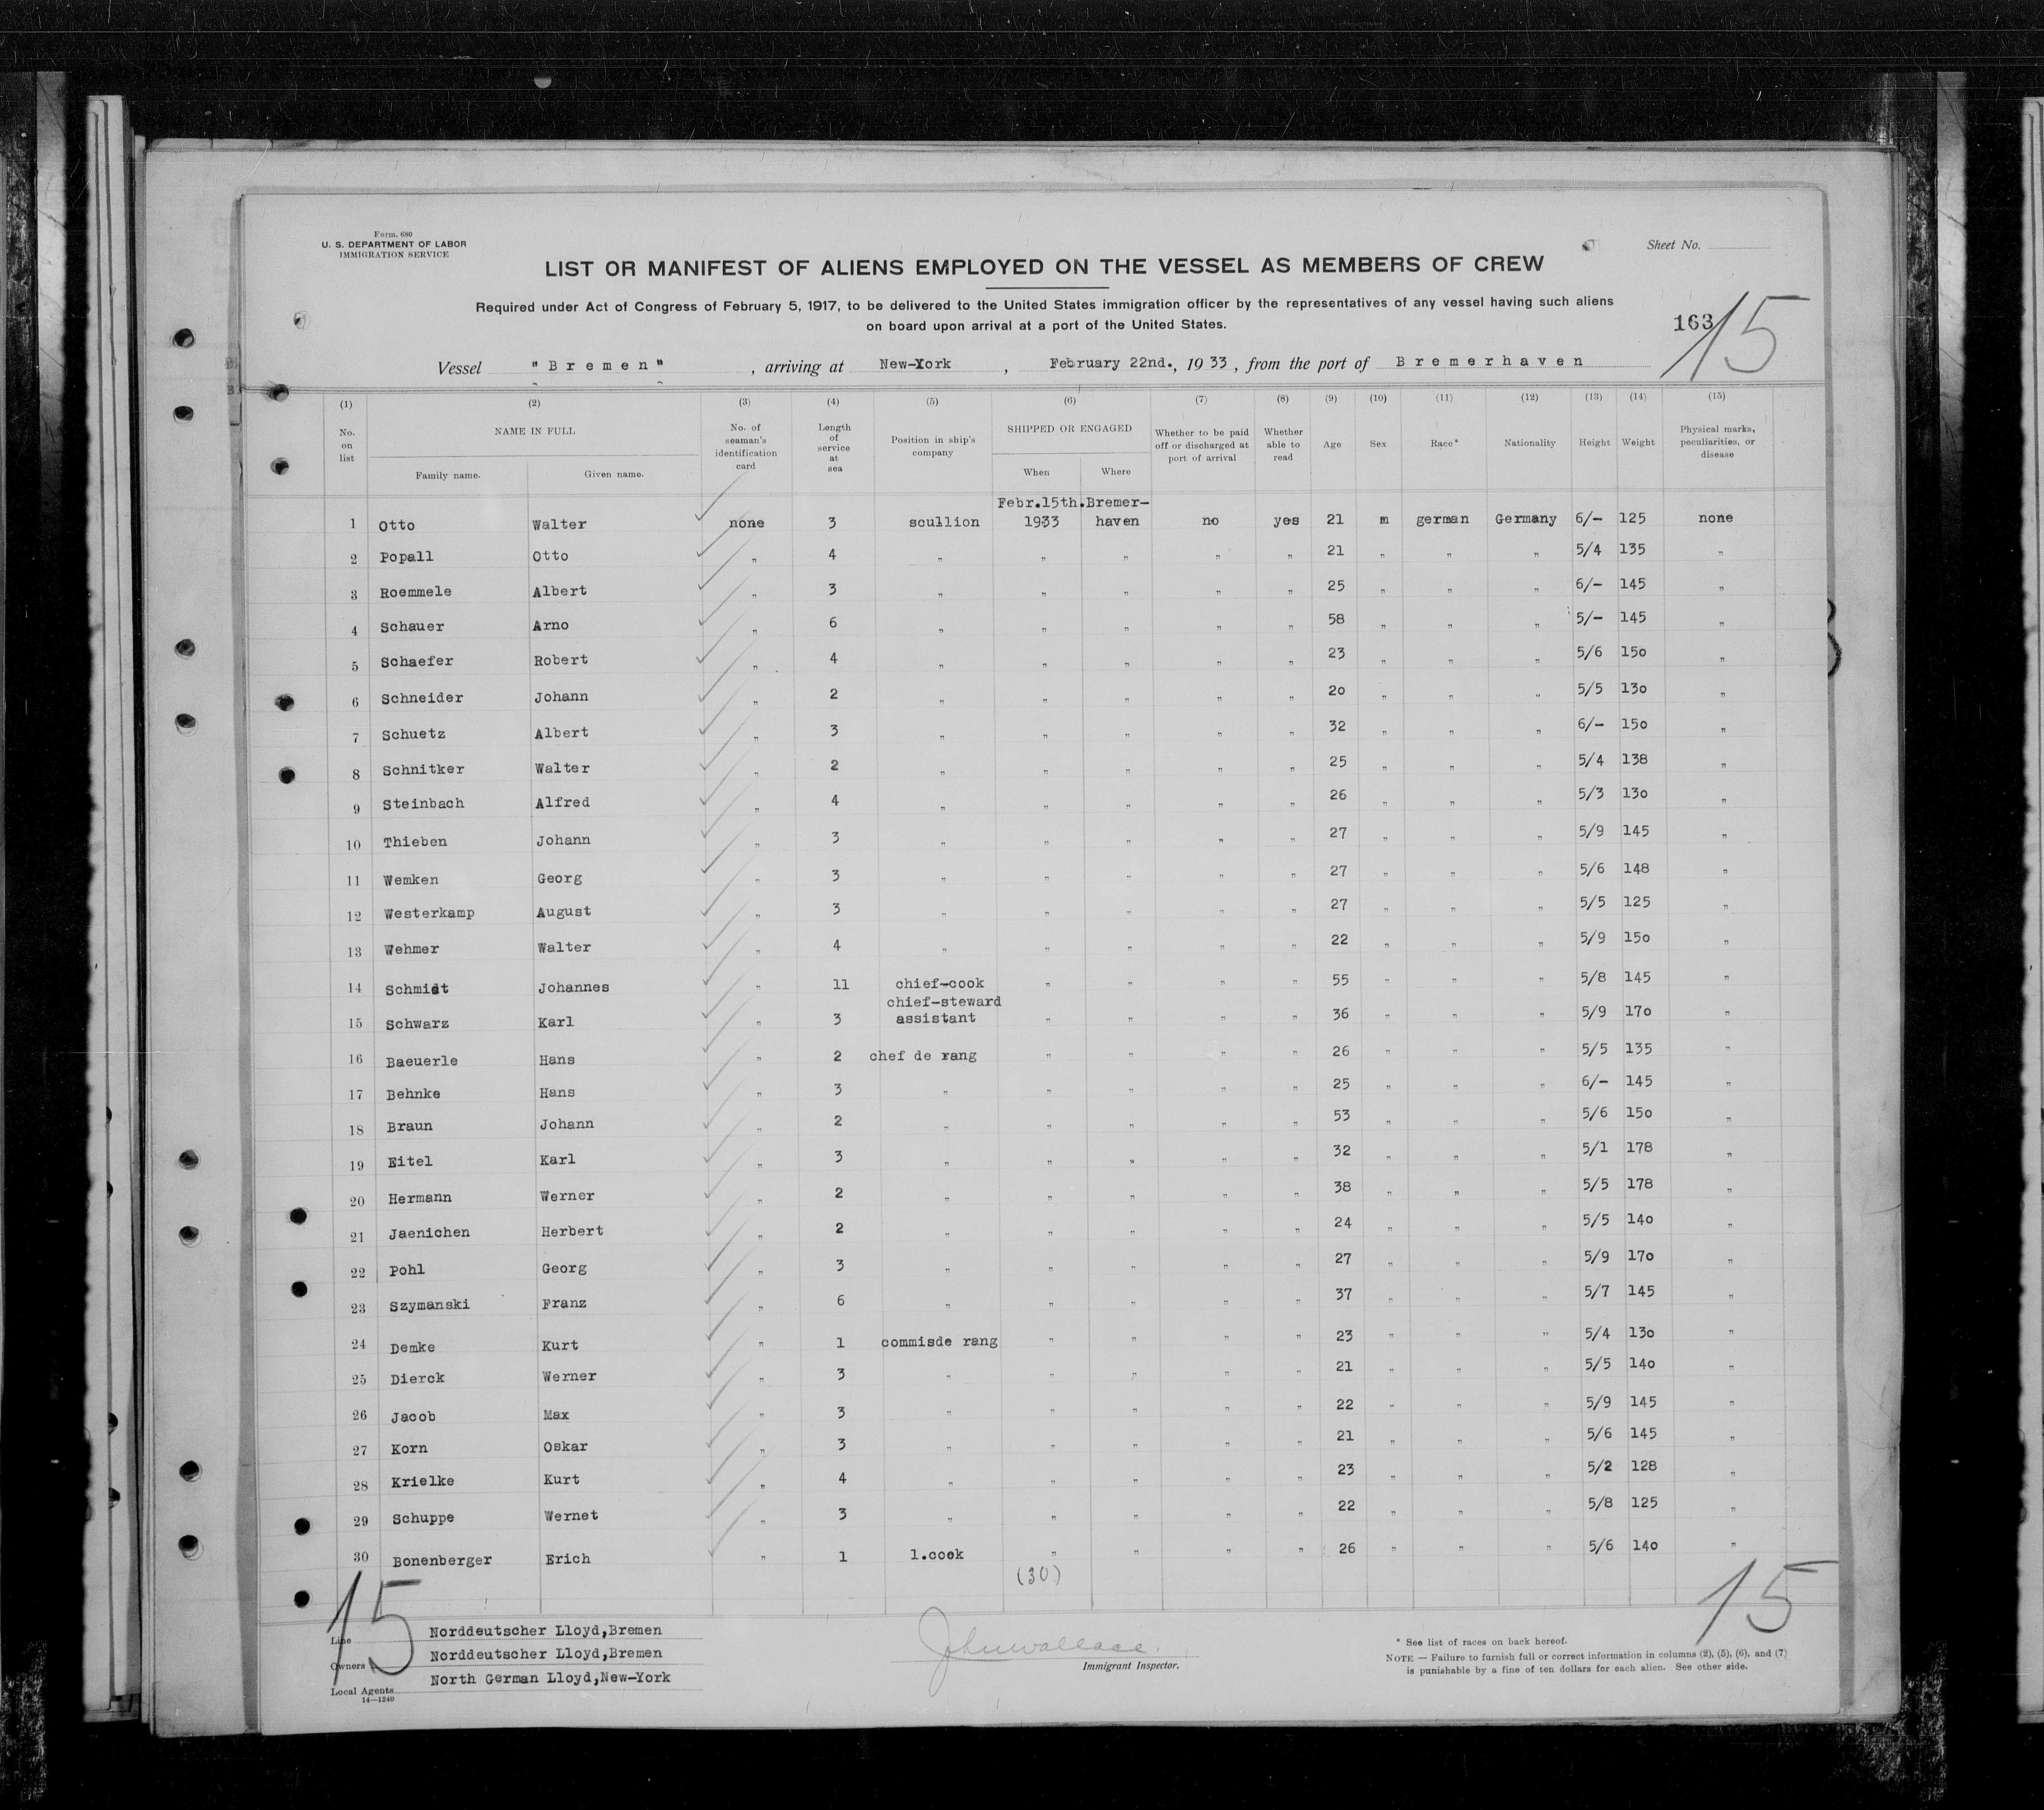 Form. 680
U. S. DEPARTMENT OF LABOR
IMMIGRATION SERVICE
Sheet No.
LIST OR MANIFEST OF ALIENS EMPLOYED ON THE VESSEL AS MEMBERS OF CREW
Required under Act of Congress of February 5, 1917, to be delivered to the United States immigration officer by the representatives of any vessel having such aliens
on board upon arrival at a port of the United States.
163
15
Vessel "Bremen", arriving at New-York, February 22nd., 1933, from the port of Bremerhaven
(1) (2) (3) (4) (5) (6) (7) (8) (9) (10) (11) (12) (13) (14) (15)
No. on list NAME IN FULL Family name. Given name. No. of seaman's identification card Length of service at sea Position in ship's company SHIPPED OR ENGAGED When Where Whether to be paid off or discharged at port of arrival Whether able to read Age Sex Race* Nationality Height Weight Physical marks, peculiarities, or disease
Febr.15th. Bremer-
1 Otto Walter none 3 scullion 1933 haven no yes 21 m german Germany 6/- 125 none
2 Popall Otto " 4 " " " " " 21 " " " 5/4 135 "
3 Roemmele Albert " 3 " " " " " 25 " " " 6/- 145 "
4 Schauer Arno " 6 " " " " " 58 " " " 5/- 145 "
5 Schaefer Robert " 4 " " " " " 23 " " " 5/6 150 "
6 Schneider Johann " 2 " " " " " 20 " " " 5/5 130 "
7 Schuetz Albert " 3 " " " " " 32 " " " 6/- 150 "
8 Schnitker Walter " 2 " " " " " 25 " " " 5/4 138 "
9 Steinbach Alfred " 4 " " " " " 26 " " " 5/3 130 "
10 Thieben Johann " 3 " " " " " 27 " " " 5/9 145 "
11 Wemken Georg " 3 " " " " " 27 " " " 5/6 148 "
12 Westerkamp August " 3 " " " " " 27 " " " 5/5 125 "
13 Wehmer Walter " 4 " " " " " 22 " " " 5/9 150 "
14 Schmidt Johannes " 11 chief-cook " " " " 55 " " " 5/8 145 "
chief-steward
15 Schwarz Karl " 3 assistant " " " " 36 " " " 5/9 170 "
16 Baeuerle Hans " 2 chef de rang " " " " 26 " " " 5/5 135 "
17 Behnke Hans " 3 " " " " " 25 " " " 6/- 145 "
18 Braun Johann " 2 " " " " " 53 " " " 5/6 150 "
19 Eitel Karl " 3 " " " " " 32 " " " 5/1 178 "
20 Hermann Werner " 2 " " " " " 38 " " " 5/5 178 "
21 Jaenichen Herbert " 2 " " " " " 24 " " " 5/5 140 "
22 Pohl Georg " 3 " " " " " 27 " " " 5/9 170 "
23 Szymanski Franz " 6 " " " " " 37 " " " 5/7 145 "
24 Demke Kurt " 1 commisde rang " " " " 23 " " " 5/4 130 "
25 Dierck Werner " 3 " " " " " 21 " " " 5/5 140 "
26 Jacob Max " 3 " " " " " 22 " " " 5/9 145 "
27 Korn Oskar " 3 " " " " " 21 " " " 5/6 145 "
28 Krielke Kurt " 4 " " " " " 23 " " " 5/2 128 "
29 Schuppe Wernet " 3 " " " " " 22 " " " 5/8 125 "
30 Bonenberger Erich " 1 1.cook " " " " 26 " " " 5/6 140 "
(30)
15
15
Line Norddeutscher Lloyd,Bremen
Owners Norddeutscher Lloyd,Bremen
Local Agents North German Lloyd,New-York
14—1240
Jhnwallace.
Immigrant Inspector.
* See list of races on back hereof.
NOTE — Failure to furnish full or correct information in columns (2), (5), (6), and (7)
is punishable by a fine of ten dollars for each alien. See other side.